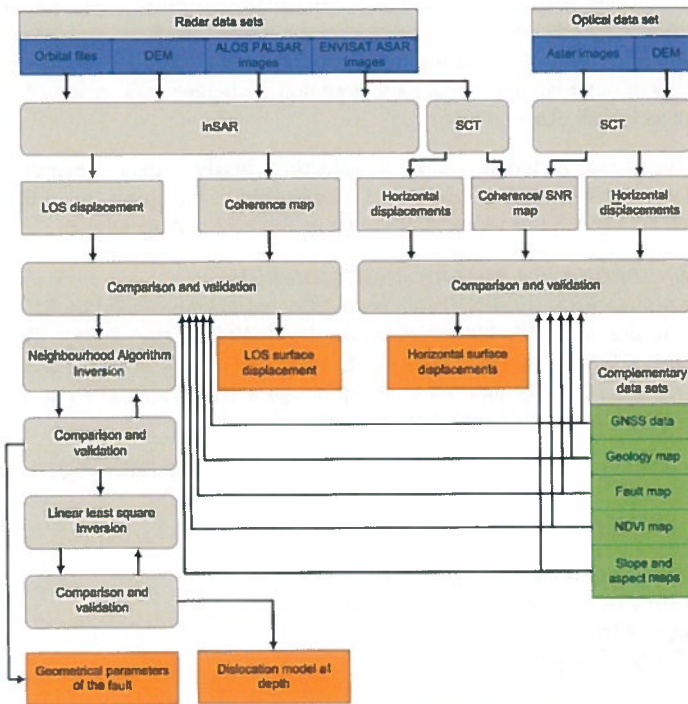 Radar data sets
Optical data set
Orbital files
DEM
ALOS PALSAR
images
ENVISAT ASAR
images
Aster images
DEM
InSAR
SCT
SCT
LOS displacement
Coherence map
Horizontal
displacements
Coherence/ SNR
map
Horizontal
displacements
Comparison and validation
Comparison and validation
Neighbourhood Algorithm
Inversion
LOS surface
displacement
Horizontal surface
displacements
Complementary
data sets
GNSS data
Comparison and
validation
Geology map
Fault map
Linear least square
Inversion
NDVI map
Slope and
aspect maps
Comparison and
validation
Geometrical parameters
of the fault
Dislocation model at
depth